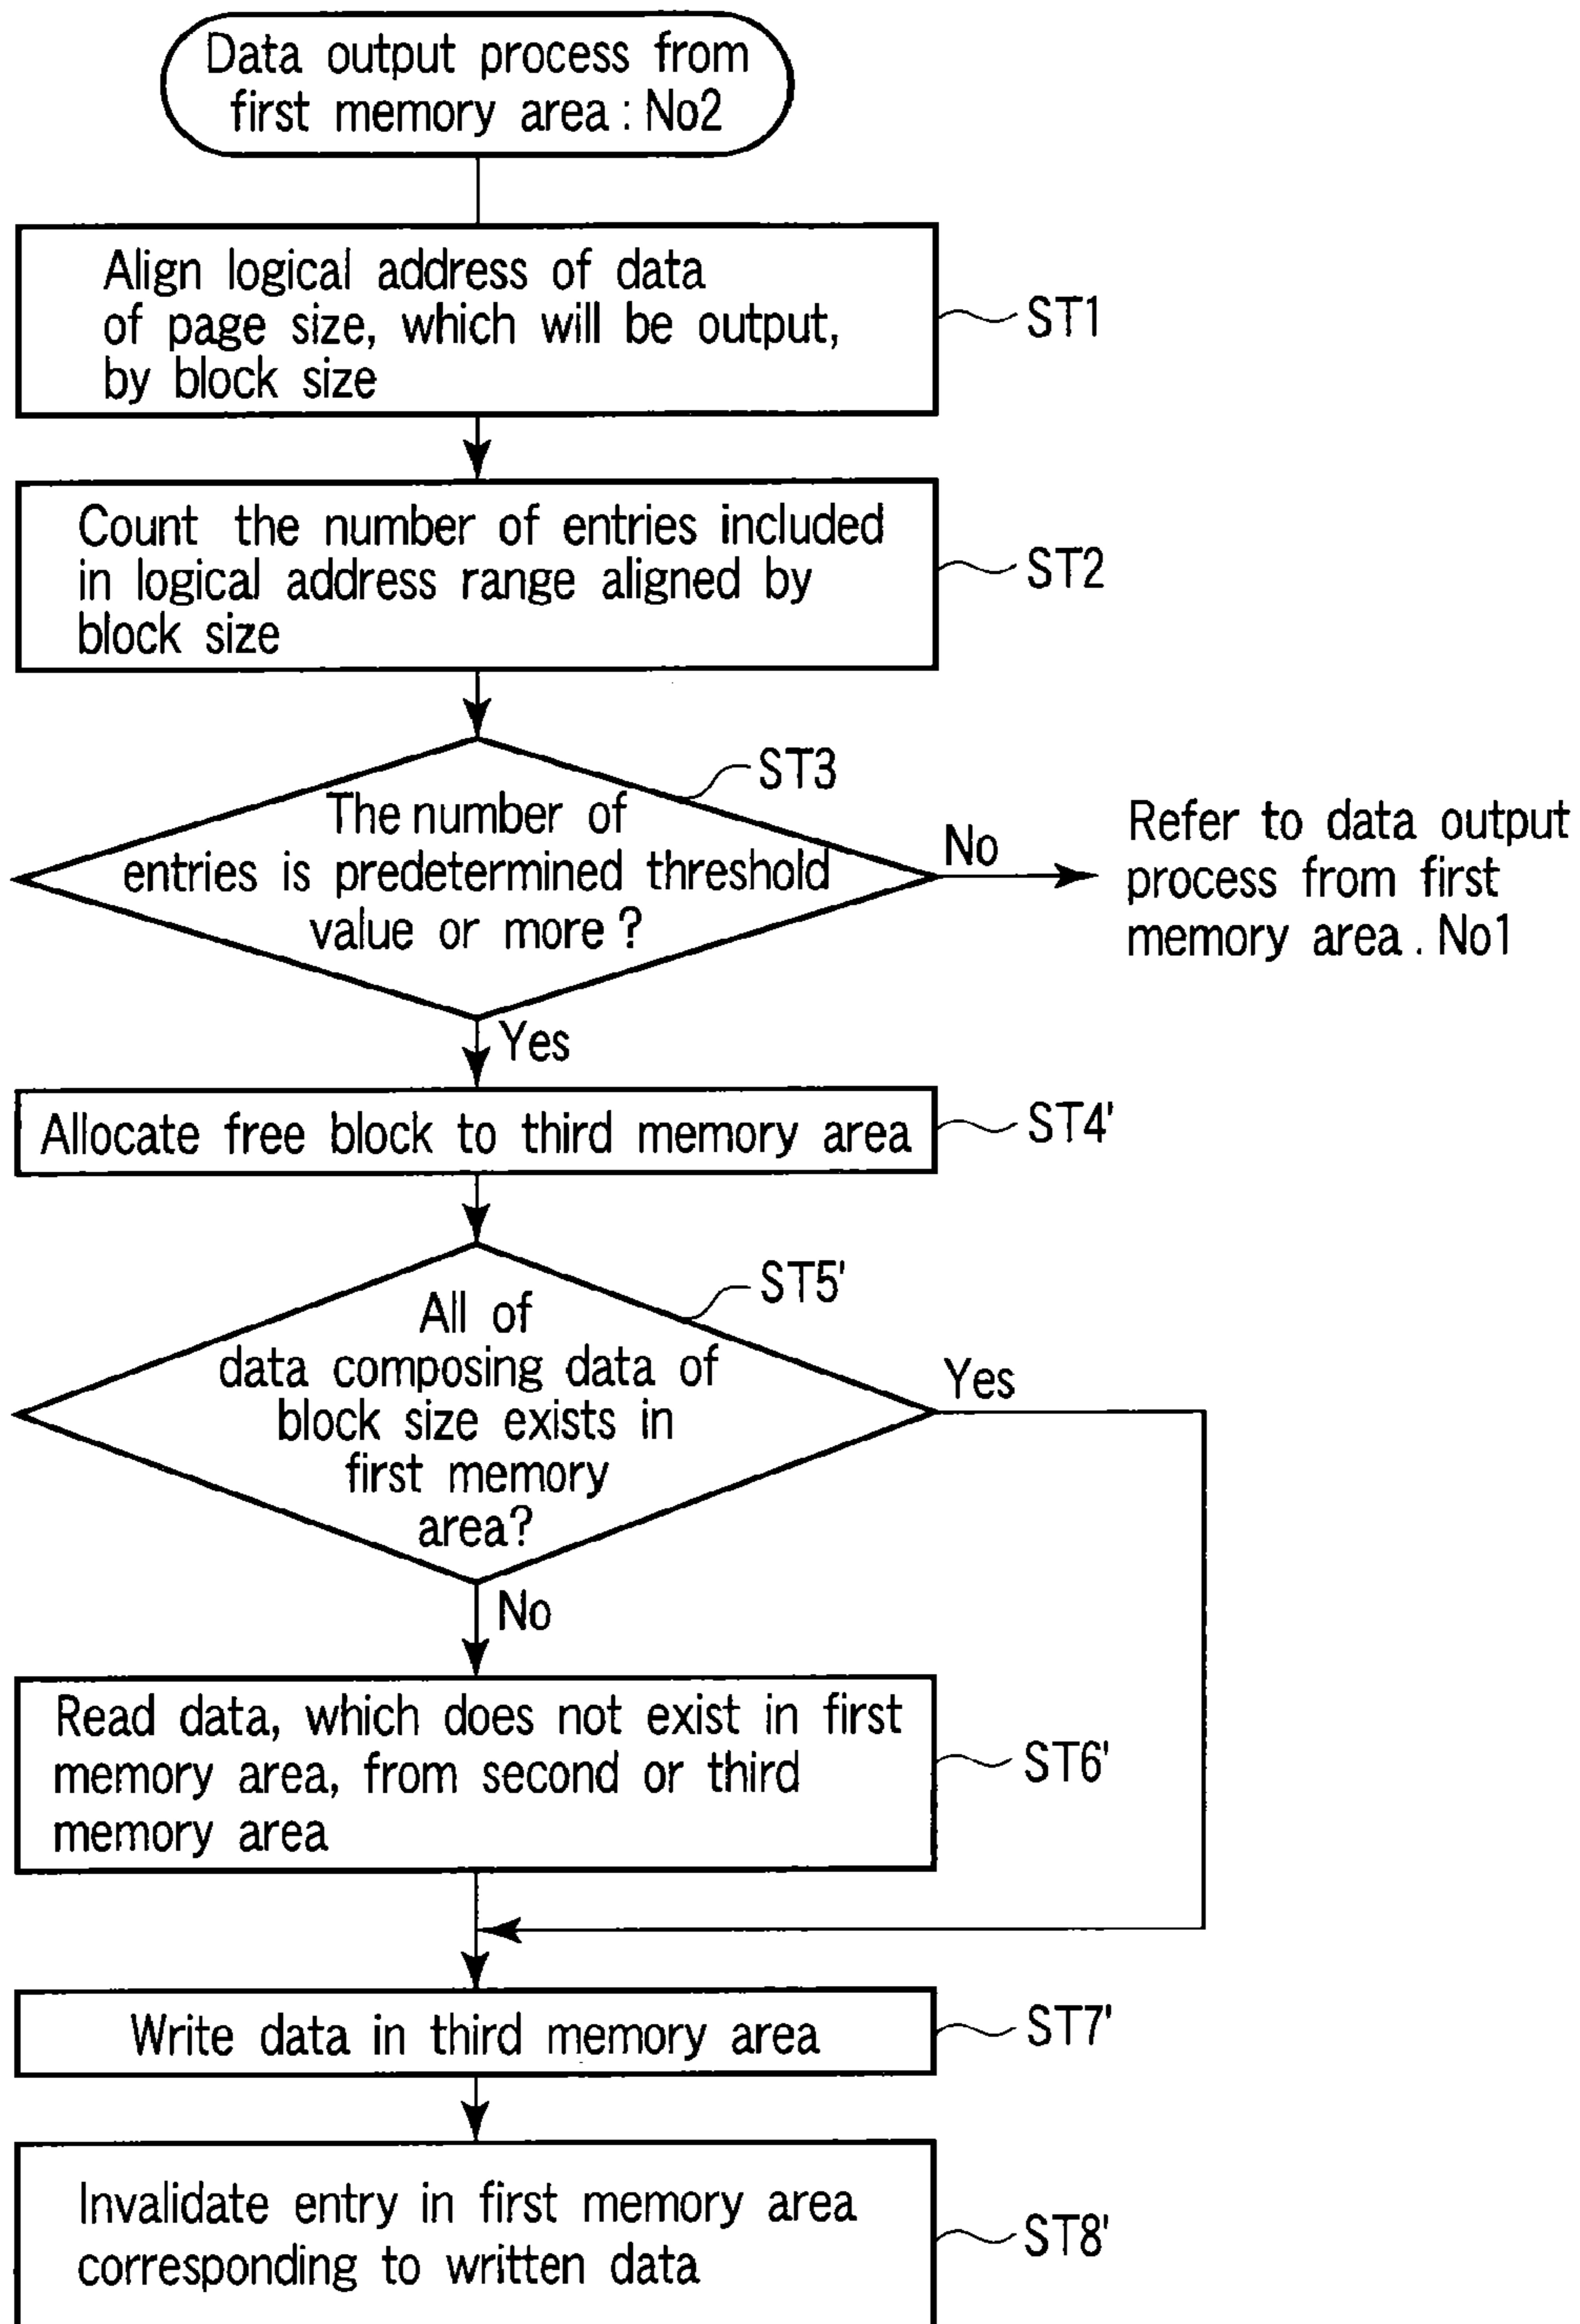 Data output process from
first memory area : No2
Align logical address of data
of page size, which will be output,
by block size
ST1
Count the number of entries included
in logical address range aligned by
block size
ST2
ST3
The number of
entries is predetermined threshold
value or more ?
No
Refer to data output
process from first
memory area . No1
Yes
Allocate free block to third memory area
ST4'
ST5'
All of
data composing data of
block size exists in
first memory
area?
Yes
No
Read data, which does not exist in first
memory area, from second or third
memory area
ST6'
Write data in third memory area
ST7'
Invalidate entry in first memory area
corresponding to written data
ST8'